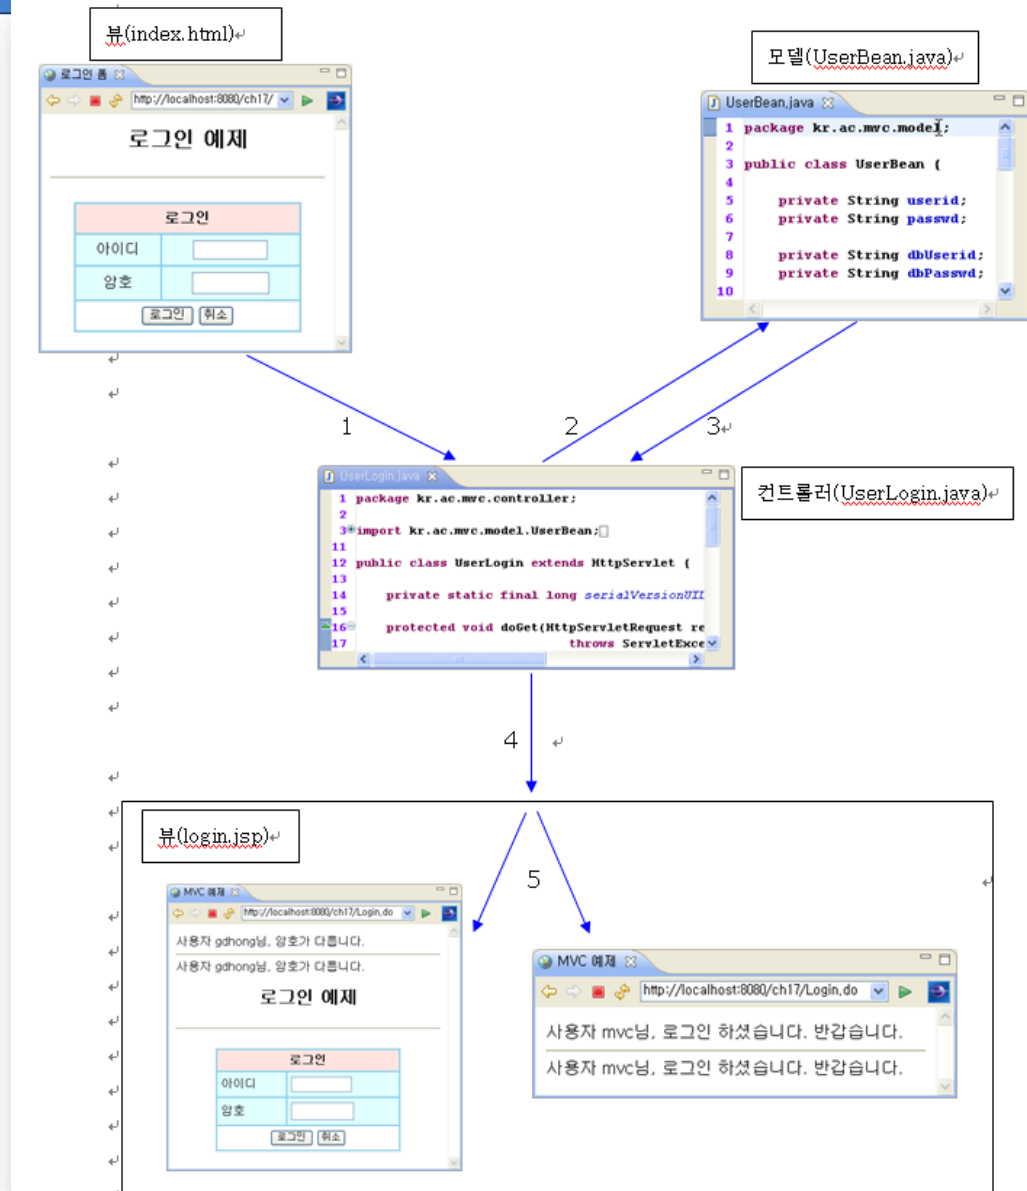 뷰(index.html)
로그인 폼
http://localhost:8080/ch17/
로그인 예제
로그인
아이디
암호
로그인 취소
모델(UserBean.java)
UserBean.java
1 package kr.ac.mvc.model;
2
3 public class UserBean {
4
5 private String userid;
6 private String passwd;
7
8 private String dbUserid;
9 private String dbPasswd;
10
1
2
3
컨트롤러(UserLogin.java)
UserLogin.java
1 package kr.ac.mvc.controller;
2
3 import kr.ac.mvc.model.UserBean;
11
12 public class UserLogin extends HttpServlet {
13
14 private static final long serialVersionUID
15
16 protected void doGet(HttpServletRequest re
17 throws ServletExce
4
뷰(login.jsp)
5
MVC 예제
http://localhost:8080/ch17/Login.do
사용자 gdhong님, 암호가 다릅니다.
사용자 gdhong님, 암호가 다릅니다.
로그인 예제
로그인
아이디
암호
로그인 취소
MVC 예제
http://localhost:8080/ch17/Login.do
사용자 mvc님, 로그인 하셨습니다. 반갑습니다.
사용자 mvc님, 로그인 하셨습니다. 반갑습니다.